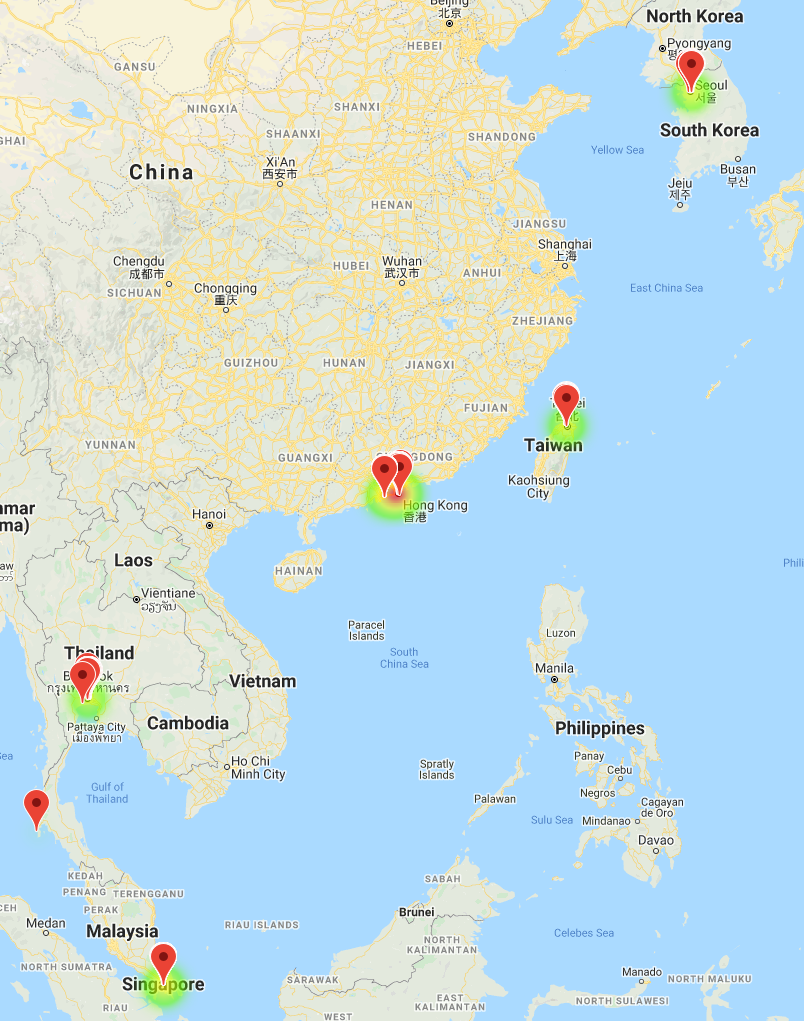 Beijing
北京
North Korea
HEBEI
Pyongyang
GANSU
Seoul
서울
NINGXIA
SHANXI
South Korea
SHAANXI
SHANDONG
Yellow Sea
Xi'An
西安市
China
Busan
부산
Jeju
제주
HENAN
JIANGSU
Shanghai
上海
Chengdu
成都市
HUBEI
Wuhan
武汉市
ANHUI
Chongqing
重庆
SICHUAN
East China Sea
ZHEJIANG
GUIZHOU
HUNAN
JIANGXI
FUJIAN
YUNNAN
GUANGXI
Taiwan
Kaohsiung
City
Hong Kong
香港
Hanoi
Laos
HAINAN
Vientiane
ວຽງຈັນ
Paracel
Islands
Luzon
Thailand
South
China Sea
Manila
Vietnam
Pattaya City
เมืองพัทยา
Cambodia
Philippines
Ho Chi
Minh City
Panay
Spratly
Islands
Cebu
Gulf of
Thailand
Palawan
Negros
Cagayan
de Oro
Sulu Sea
Mindanao
Davao
KEDAH
PENANG
TERENGGANU
SABAH
PERAK
Brunei
Medan
RIAU ISLANDS
Malaysia
Celebes Sea
NORTH
KALIMANTAN
NORTH SUMATRA
Manado
NORTH MALUKU
Singapore
SARAWAK
RIAU
EAST
KALIMANTAN
NORTH SULAWESI
WEST